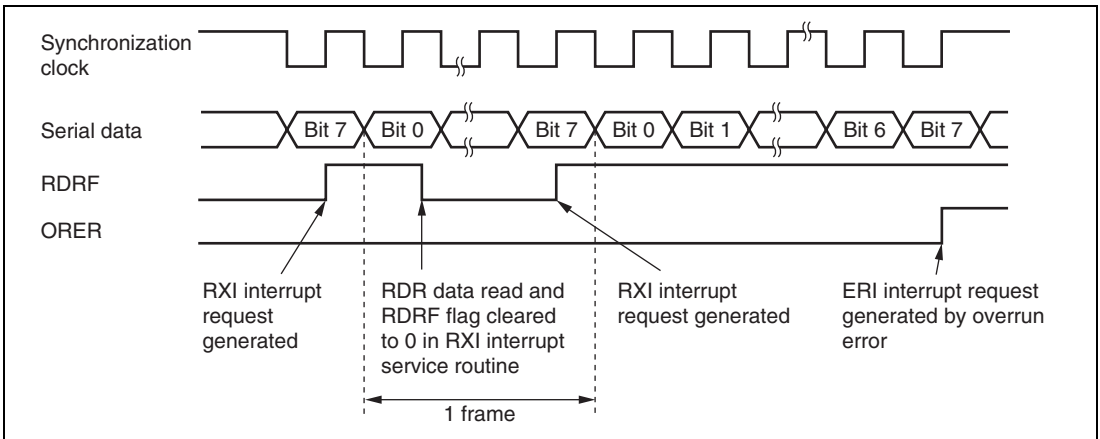 Synchronization
clock
Serial data
Bit 7
Bit 0
Bit 7
Bit 0
Bit 1
Bit 6
Bit 7
RDRF
ORER
RXI interrupt
request
generated
RDR data read and
RDRF flag cleared
to 0 in RXI interrupt
service routine
RXI interrupt
request generated
ERI interrupt request
generated by overrun
error
1 frame